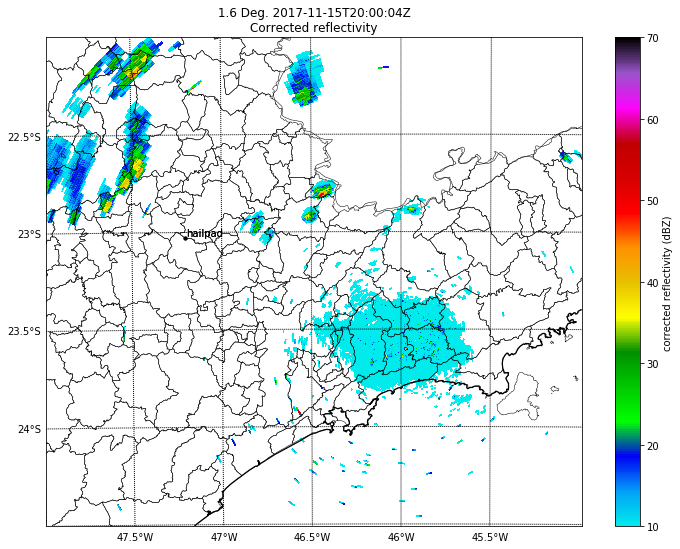 1.6 Deg. 2017-11-15T20:00:04Z
Corrected reflectivity
70
60
50
40
30
20
10
corrected reflectivity (dBZ)
22.5°S
23°S
23.5°S
24°S
hailpad
47.5°W
47°W
46.5°W
46°W
45.5°W